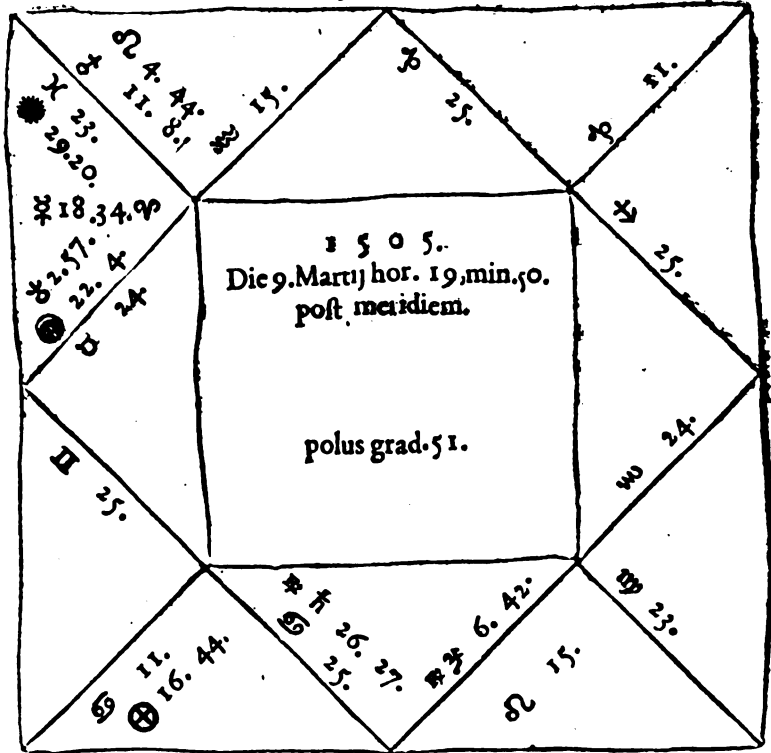 ☊ 4. 44.
♂ 11. 8.
♒ 15.
♑ 25.
♑ 11.
♓ 23.
☉ 29.20.
☿ 18.34.♈
2.57.
☽ 22. 4.
♉ 24.
♐ 25.
1505.
Die 9. Martij hor. 19, min. 50.
post meridiem.
polus grad. 51.
♊ 25.
♏ 24.
♋ 11.
⊕ 16. 44.
℞ ♄ 26. 27.
♋ 25.
℞ ♃ 6. 42.
♌ 15.
♍ 23.